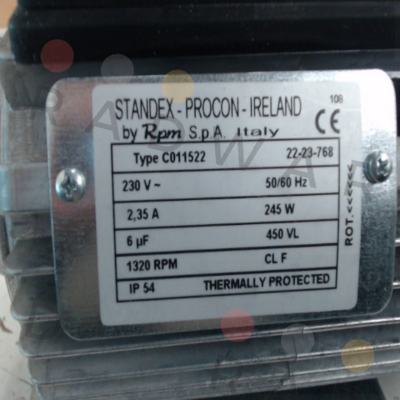 STANDEX - PROCON - IRELAND 106
by Rpm S.p.A. Italy CE
Type C011522 22-23-768
230 V ~ 50/60 Hz
2,35 A 245 W
6 µF 450 VL
1320 RPM CL F
IP 54 THERMALLY PROTECTED
ROT. <<<<<<<